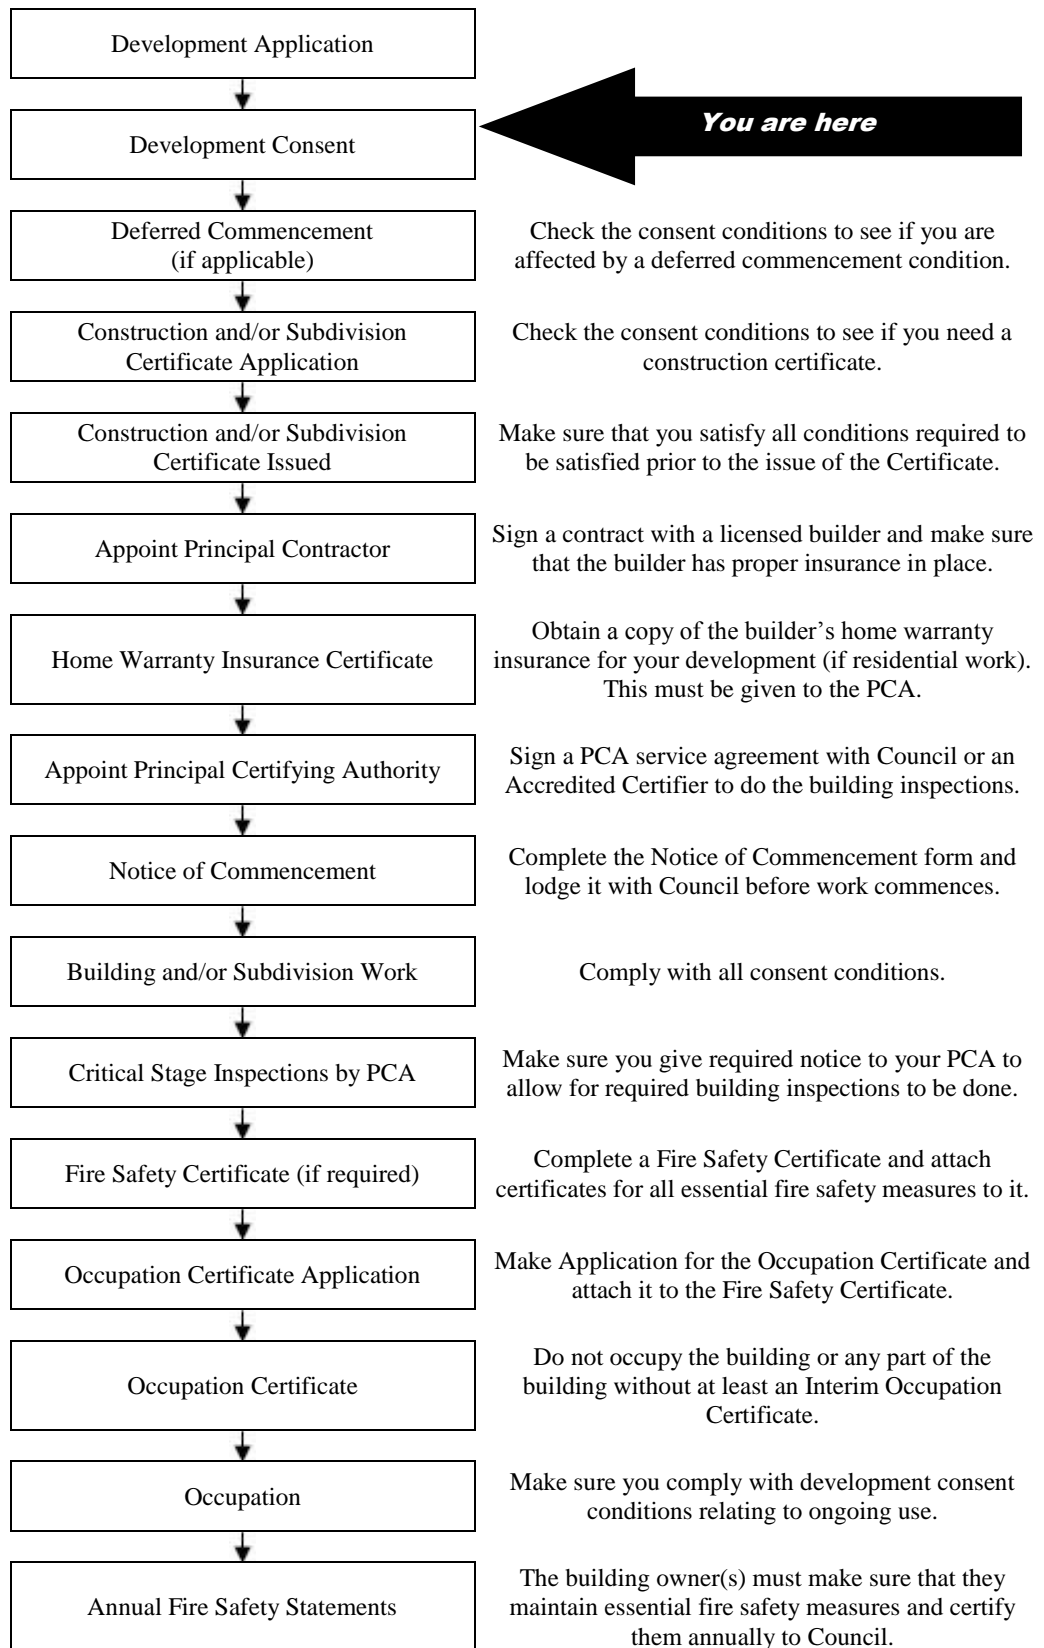 Development Application
Development Consent
You are here
Deferred Commencement
(if applicable)
Check the consent conditions to see if you are
affected by a deferred commencement condition.
Construction and/or Subdivision
Certificate Application
Check the consent conditions to see if you need a
construction certificate.
Construction and/or Subdivision
Certificate Issued
Make sure that you satisfy all conditions required to
be satisfied prior to the issue of the Certificate.
Appoint Principal Contractor
Sign a contract with a licensed builder and make sure
that the builder has proper insurance in place.
Home Warranty Insurance Certificate
Obtain a copy of the builder’s home warranty
insurance for your development (if residential work).
This must be given to the PCA.
Appoint Principal Certifying Authority
Sign a PCA service agreement with Council or an
Accredited Certifier to do the building inspections.
Notice of Commencement
Complete the Notice of Commencement form and
lodge it with Council before work commences.
Building and/or Subdivision Work
Comply with all consent conditions.
Critical Stage Inspections by PCA
Make sure you give required notice to your PCA to
allow for required building inspections to be done.
Fire Safety Certificate (if required)
Complete a Fire Safety Certificate and attach
certificates for all essential fire safety measures to it.
Occupation Certificate Application
Make Application for the Occupation Certificate and
attach it to the Fire Safety Certificate.
Occupation Certificate
Do not occupy the building or any part of the
building without at least an Interim Occupation
Certificate.
Occupation
Make sure you comply with development consent
conditions relating to ongoing use.
Annual Fire Safety Statements
The building owner(s) must make sure that they
maintain essential fire safety measures and certify
them annually to Council.